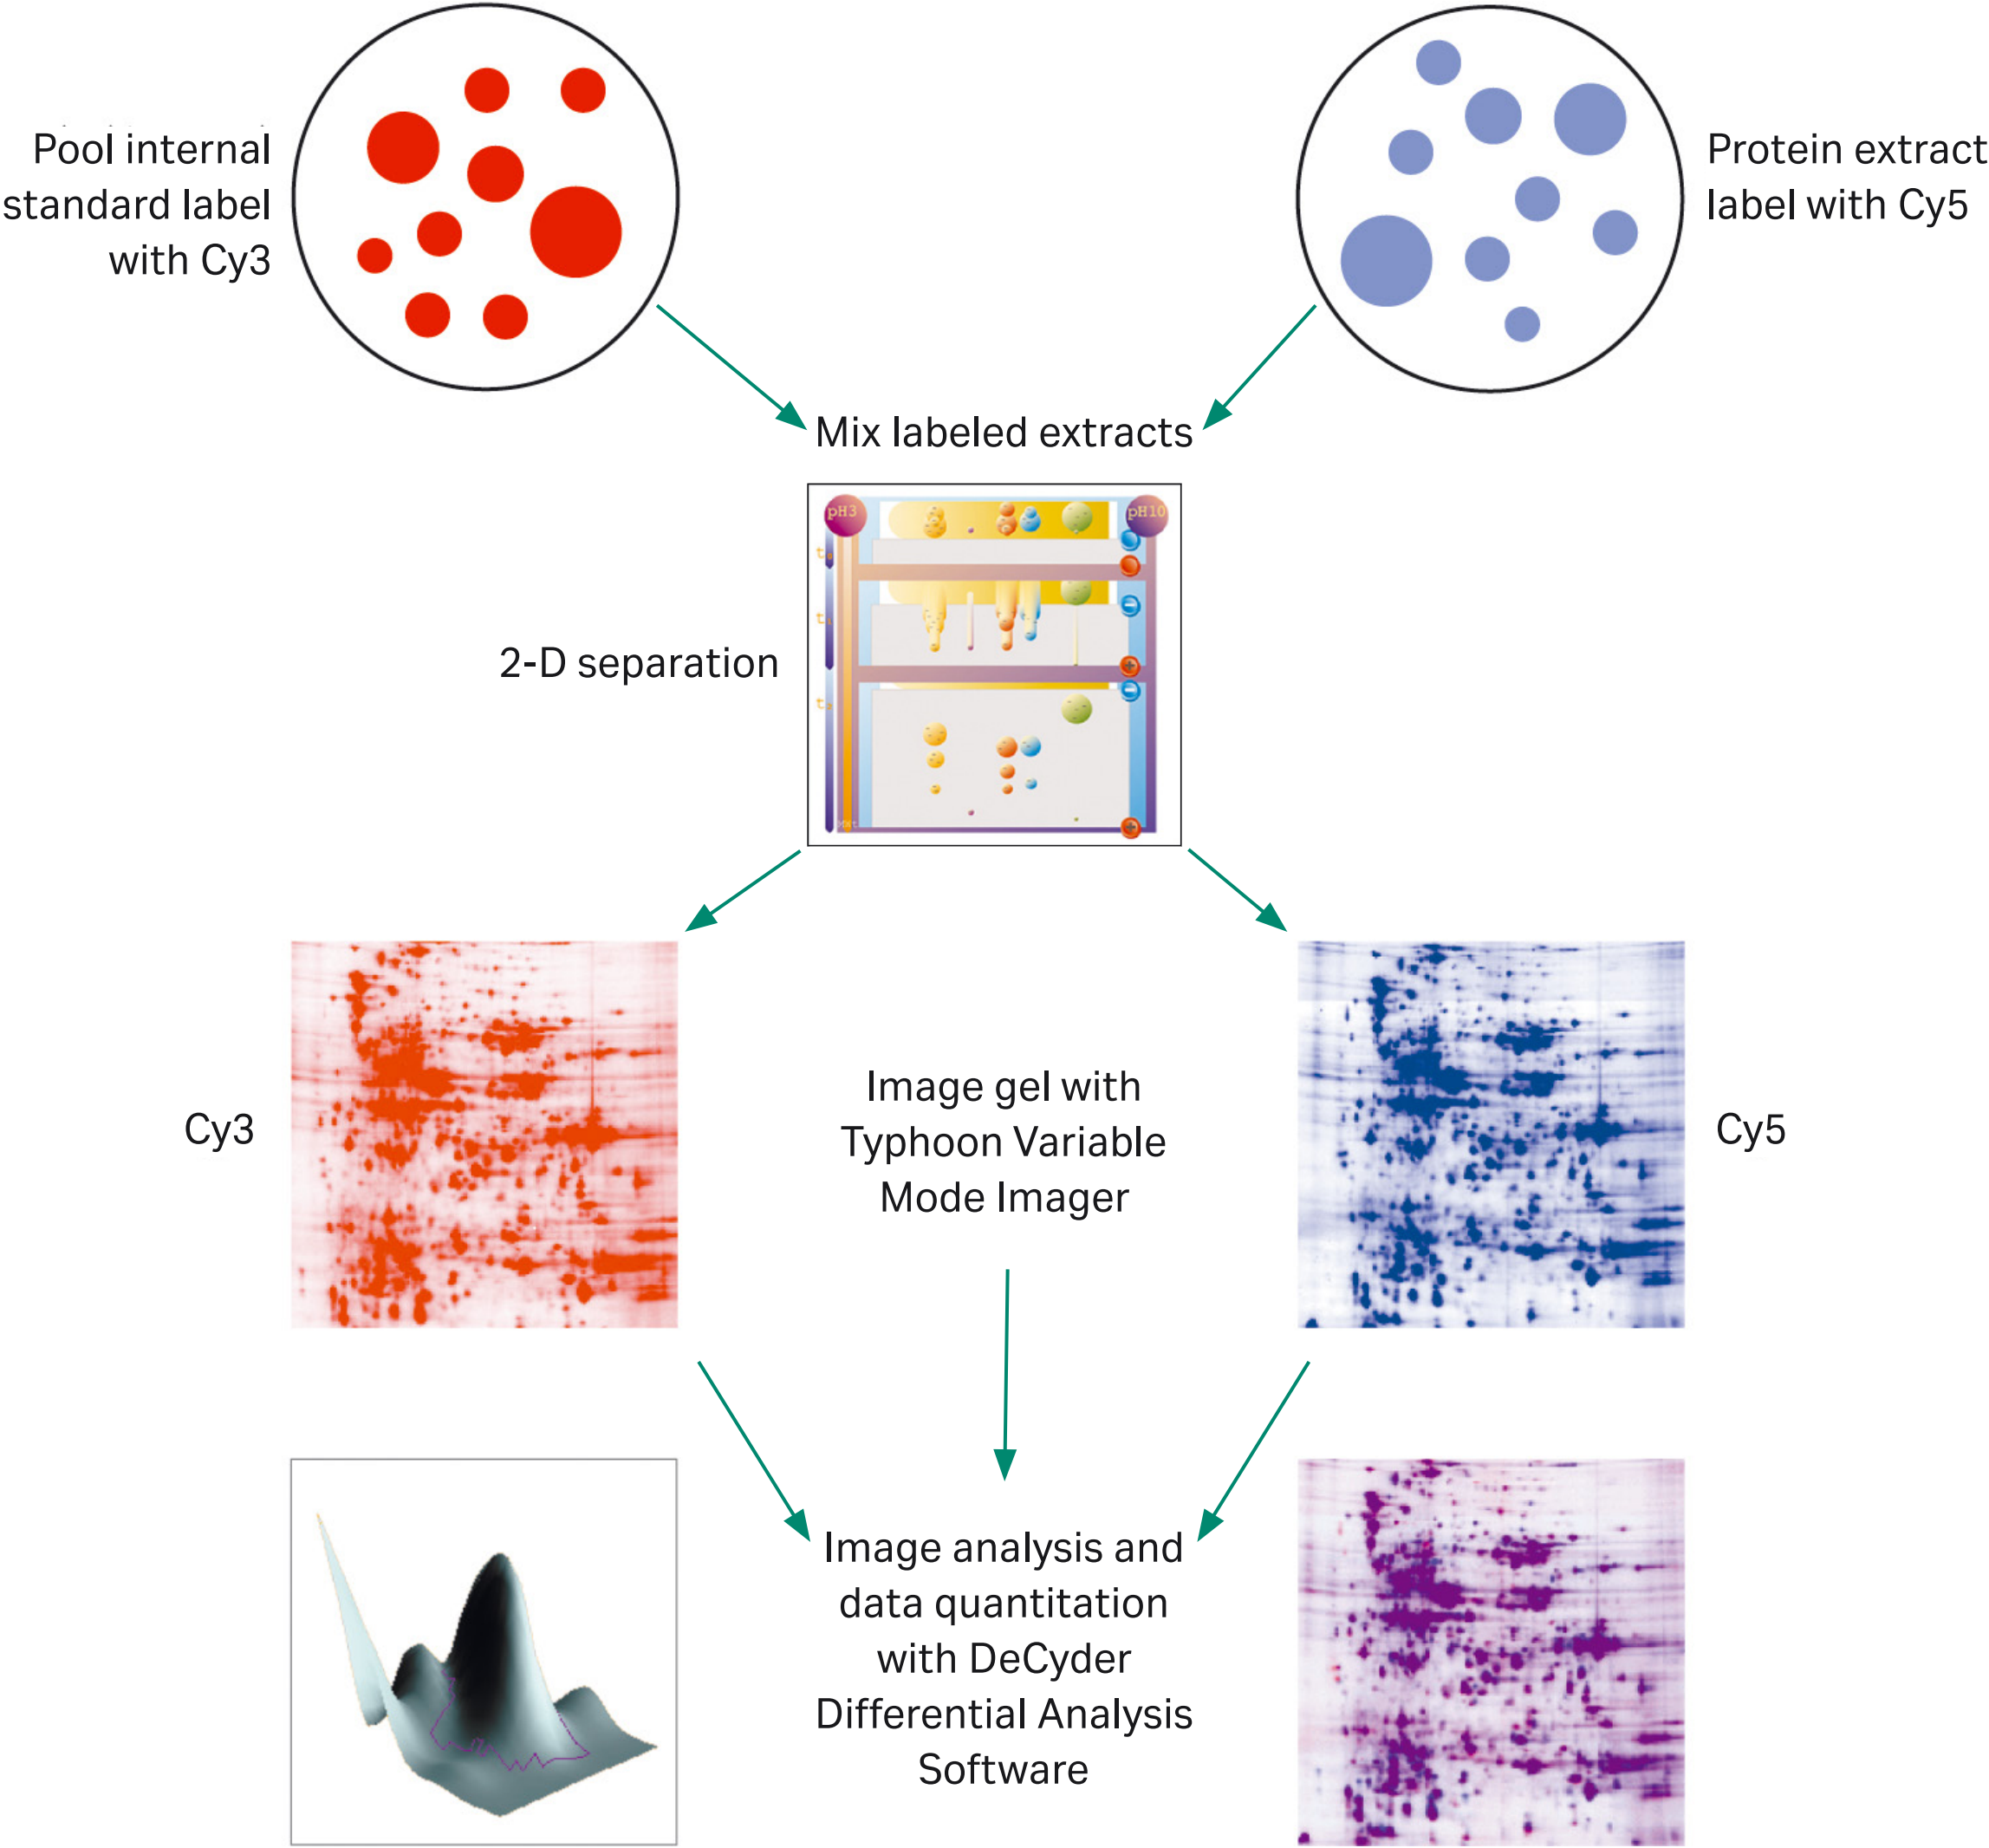 Pool internal
standard label
with Cy3
Protein extract
label with Cy5
Mix labeled extracts
pH3
pH10
2-D separation
Cy3
Image gel with
Typhoon Variable
Mode Imager
Cy5
Image analysis and
data quantitation
with DeCyder
Differential Analysis
Software